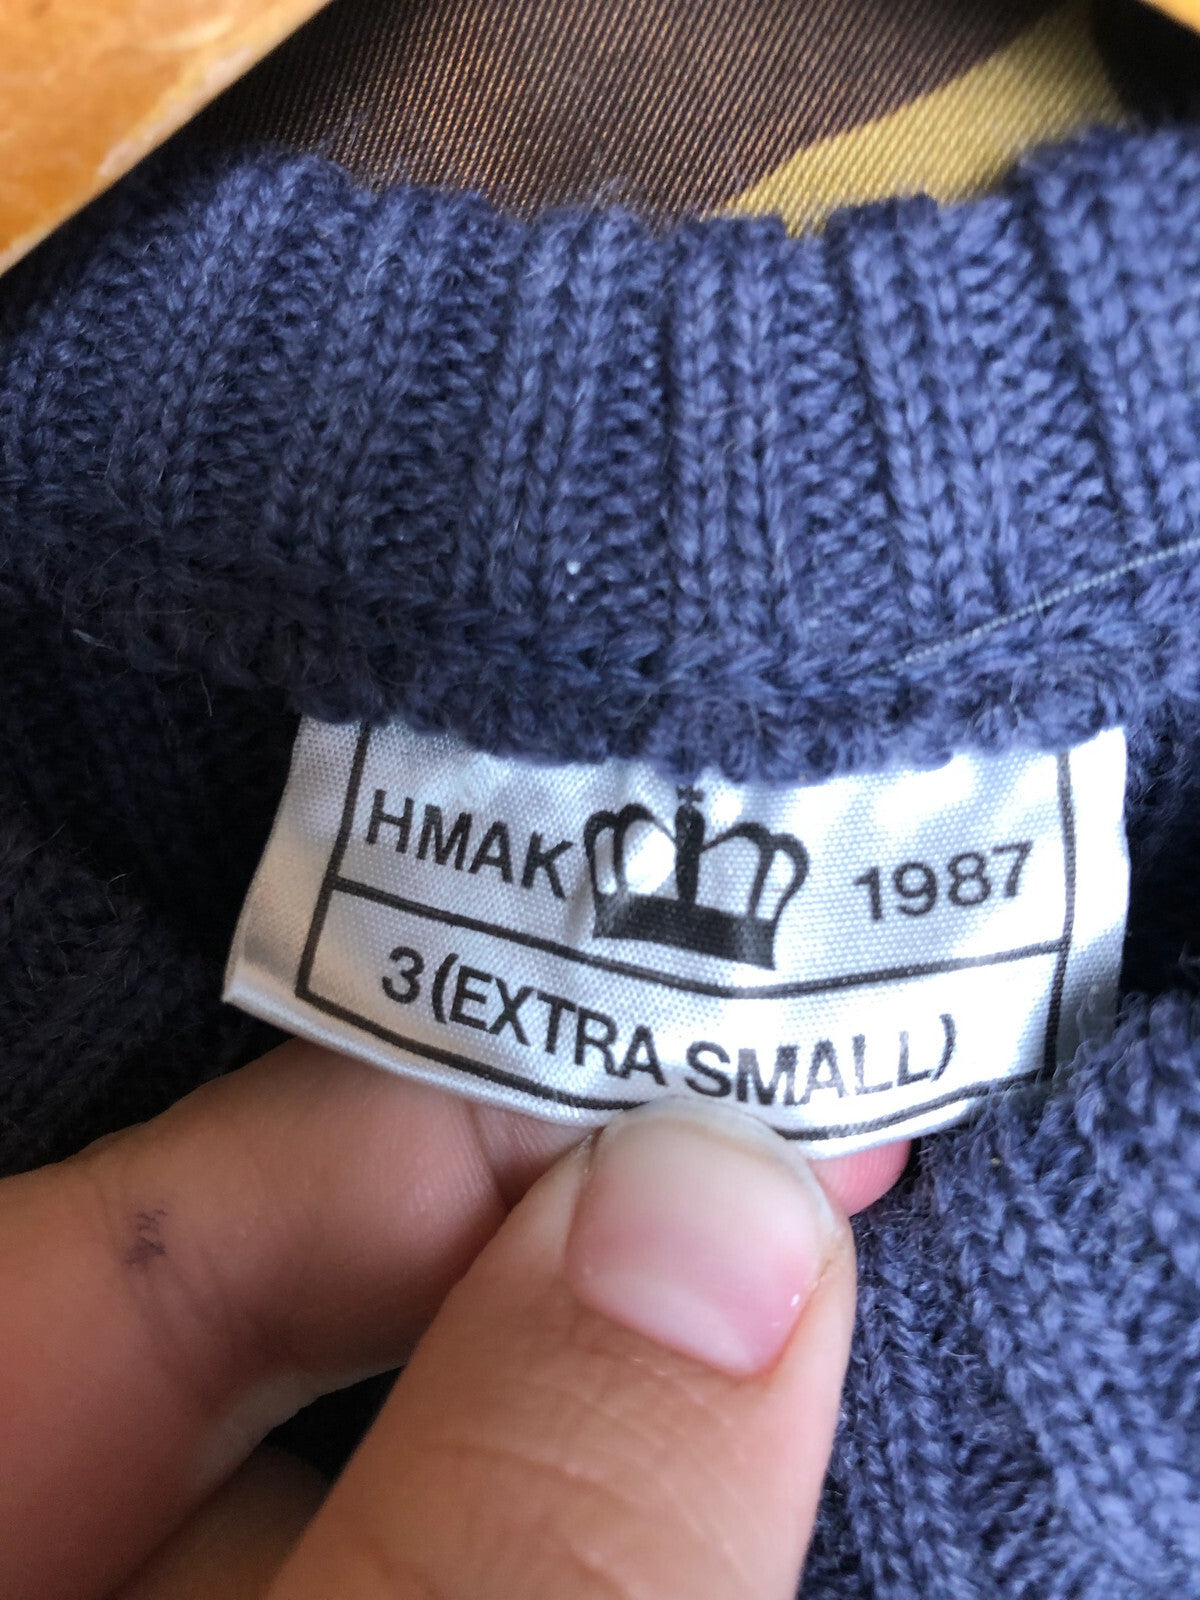 HMAK 1987
3(EXTRA SMALL)